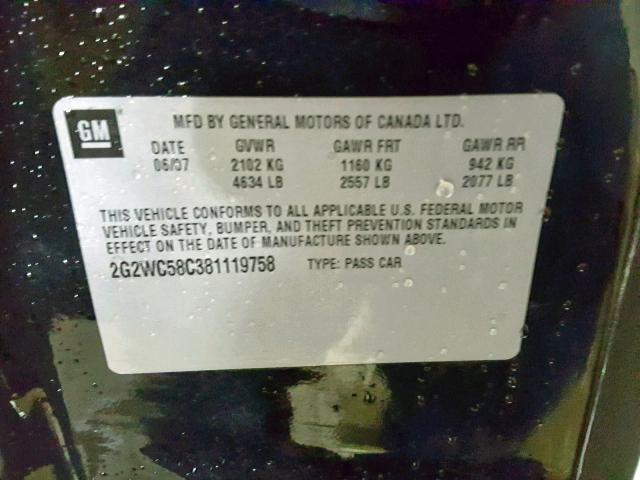 GM
MFD BY GENERAL MOTORS OF CANADA LTD.
DATE GVWR GAWR FRT GAWR RR
06/07 2102 KG 1160 KG 942 KG
4634 LB 2557 LB 2077 LB
THIS VEHICLE CONFORMS TO ALL APPLICABLE U.S. FEDERAL MOTOR
VEHICLE SAFETY, BUMPER, AND THEFT PREVENTION STANDARDS IN
EFFECT ON THE DATE OF MANUFACTURE SHOWN ABOVE.
2G2WC58C381119758 TYPE: PASS CAR